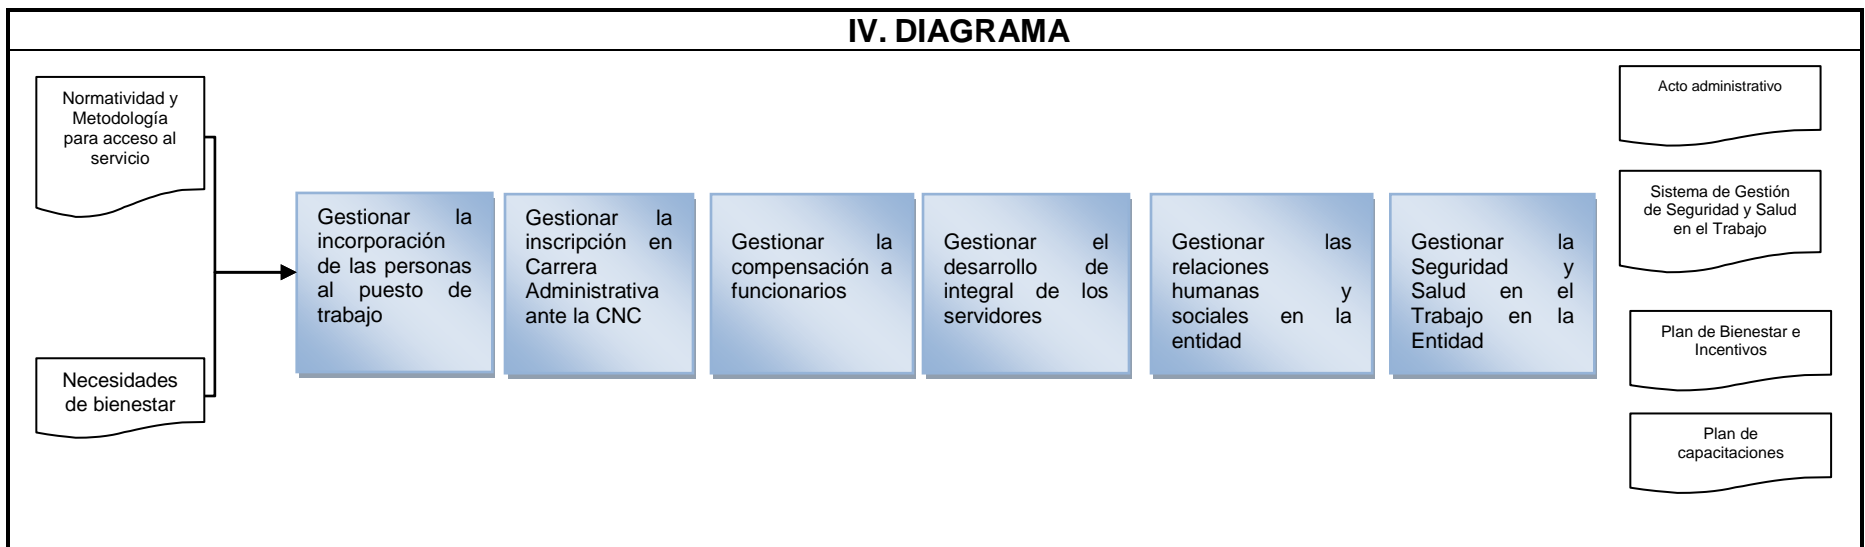 IV. DIAGRAMA
Normatividad y
Metodología
para acceso al
servicio
Necesidades
de bienestar
Gestionar la
incorporación
de las personas
al puesto de
trabajo
Gestionar la
inscripción en
Carrera
Administrativa
ante la CNC
Gestionar la
compensación a
funcionarios
Gestionar el
desarrollo de
integral de los
servidores
Gestionar las
relaciones
humanas y
sociales en la
entidad
Gestionar la
Seguridad y
Salud en el
Trabajo en la
Entidad
Acto administrativo
Sistema de Gestión
de Seguridad y Salud
en el Trabajo
Plan de Bienestar e
Incentivos
Plan de
capacitaciones